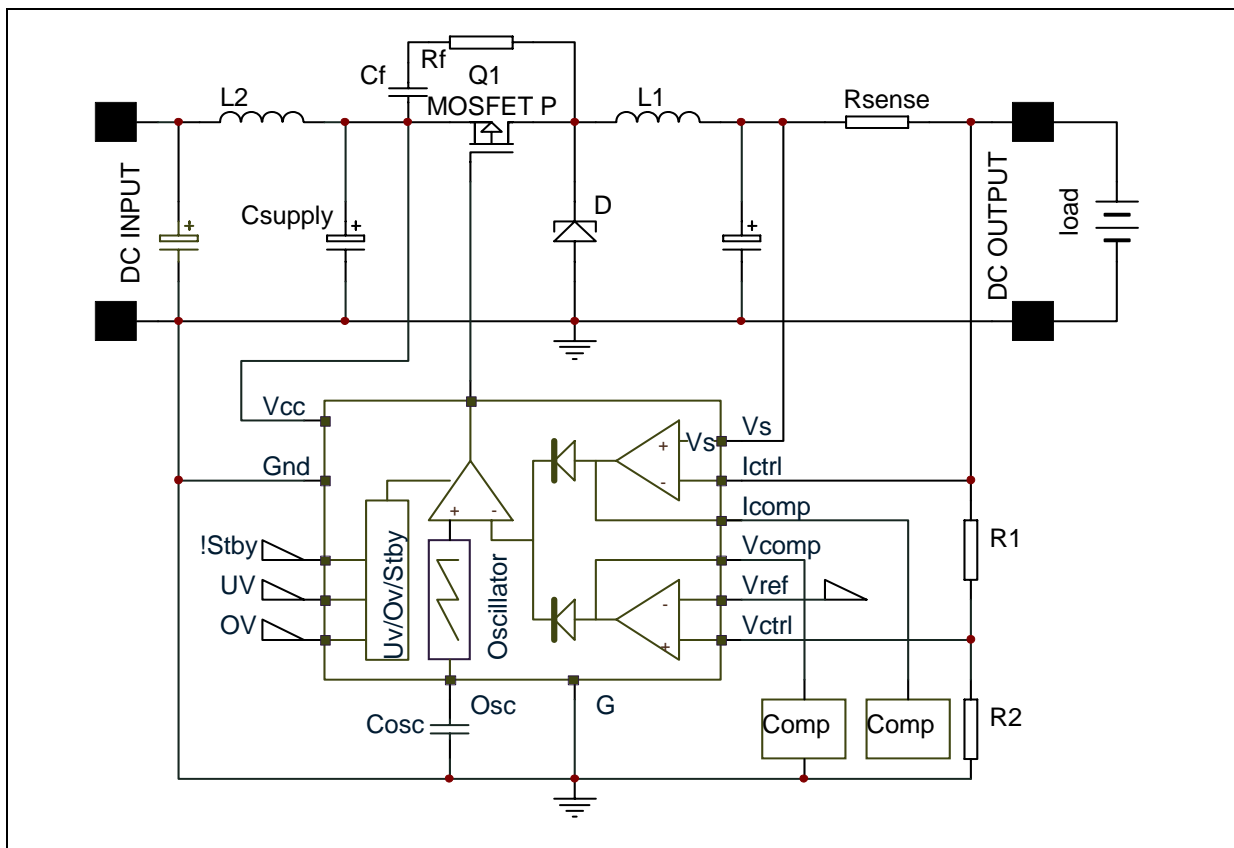 Rf
Cf
Q1
MOSFET P
L2
L1
Rsense
DC INPUT
Csupply
+
+
D
+
DC OUTPUT
load
Vcc
Vs
Vs
+
-
Gnd
Ictrl
Icomp
+
-
!Stby
Vcomp
R1
UV
Vref
-
OV
Vctrl
+
Uv/Ov/Stby
Oscillator
Osc
G
Cosc
Comp
Comp
R2